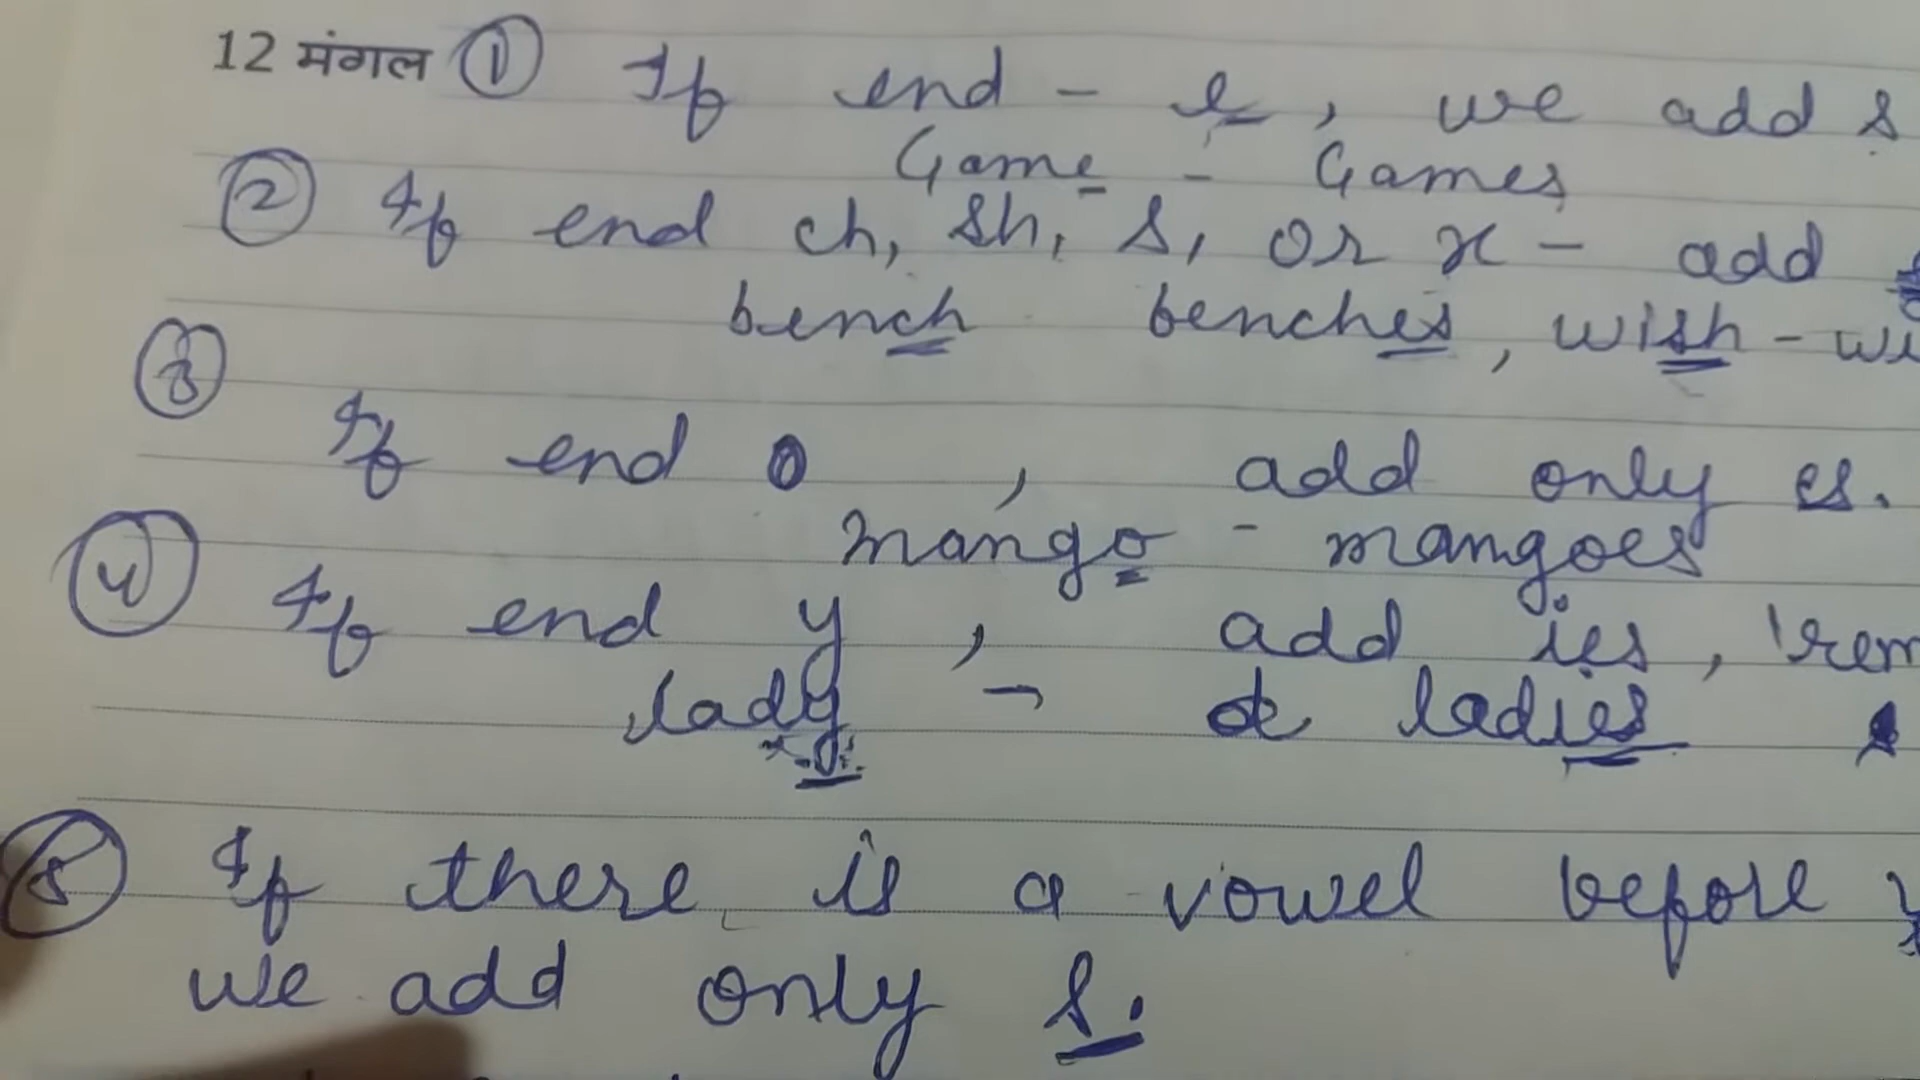 12 मंगल ① If end - e, we add s
Game - Games
② If end ch, sh, s, or x - add
bench benches, wish - wi
③
If end o , add only es.
mango - mangoes
④ If end y , add ies, rem
lady - ladies
y
⑤ If there is a vowel before y
we add only s.